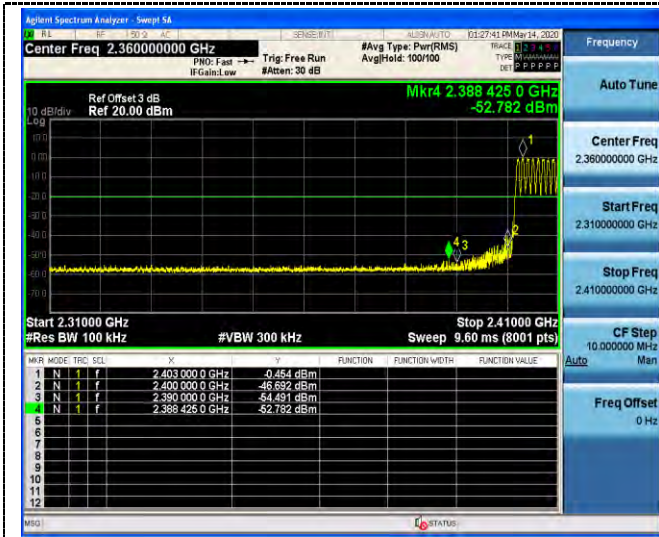 Agilent Spectrum Analyzer - Swept SA
RL RF 50 Ω AC SENSE:INT ALIGNAUTO 01:27:41 PM May 14, 2020
Center Freq 2.360000000 GHz
PNO: Fast Trig: Free Run
IFGain:Low #Atten: 30 dB
#Avg Type: Pwr(RMS)
Avg|Hold: 100/100
TRACE 1 2 3 4 5 6
TYPE MWWWWW
DET P P P P P P
Frequency
Auto Tune
Center Freq
2.360000000 GHz
Start Freq
2.310000000 GHz
Stop Freq
2.410000000 GHz
CF Step
10.000000 MHz
Auto Man
Freq Offset
0 Hz
Ref Offset 3 dB
Ref 20.00 dBm
10 dB/div
Log
Mkr4 2.388 425 0 GHz
-52.782 dBm
10.0
0.00
-10.0
-20.0
-30.0
-40.0
-50.0
-60.0
-70.0
1
2
4 3
Start 2.31000 GHz Stop 2.41000 GHz
#Res BW 100 kHz #VBW 300 kHz Sweep 9.60 ms (8001 pts)
MKR MODE TRC SCL X Y FUNCTION FUNCTION WIDTH FUNCTION VALUE
1 N 1 f 2.403 000 0 GHz -0.454 dBm
2 N 1 f 2.400 000 0 GHz -46.692 dBm
3 N 1 f 2.390 000 0 GHz -54.491 dBm
4 N 1 f 2.388 425 0 GHz -52.782 dBm
5
6
7
8
9
10
11
12
MSG STATUS